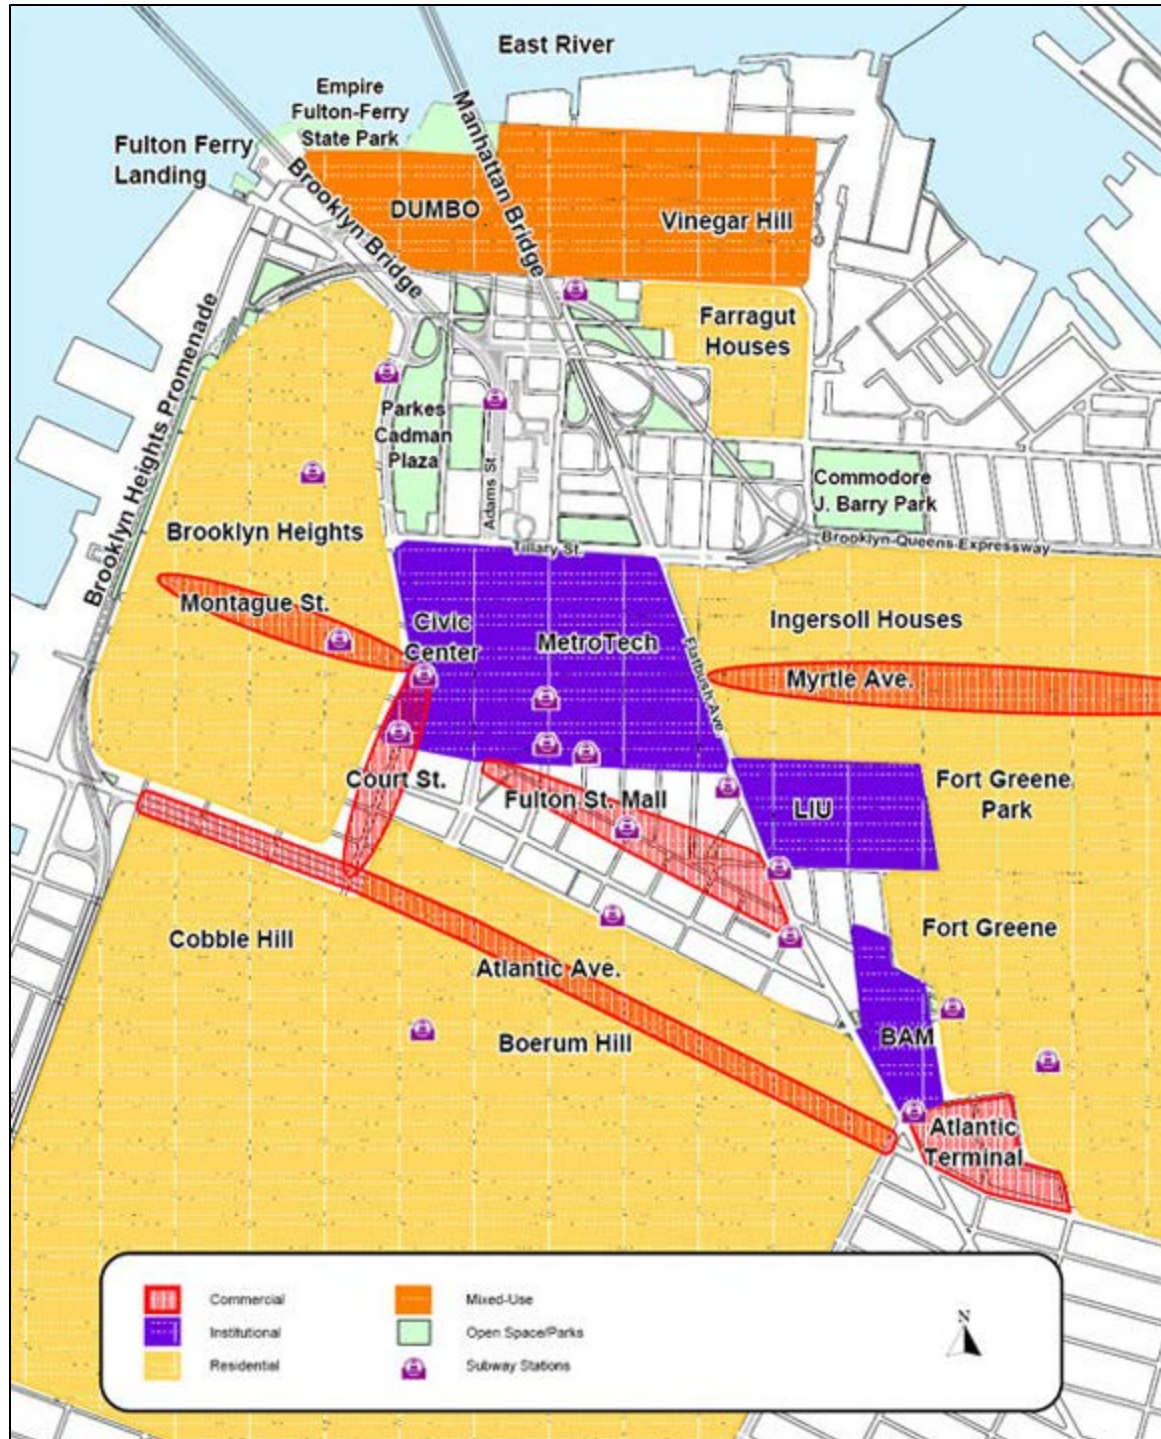 East River
Empire
Fulton-Ferry
State Park
Manhattan Bridge
Fulton Ferry
Landing
Brooklyn Bridge
DUMBO
Vinegar Hill
Brooklyn Heights Promenade
Farragut
Houses
Parkes
Cadman
Plaza
Adams St.
Commodore
J. Barry Park
Brooklyn Heights
Tillary St.
Brooklyn-Queens Expressway
Montague St.
Civic
Center
MetroTech
Flatbush Ave.
Ingersoll Houses
Myrtle Ave.
Court St.
Fulton St. Mall
LIU
Fort Greene
Park
Cobble Hill
Atlantic Ave.
Fort Greene
Boerum Hill
BAM
Atlantic
Terminal
Commercial
Institutional
Residential
Mixed-Use
Open Space/Parks
Subway Stations
N